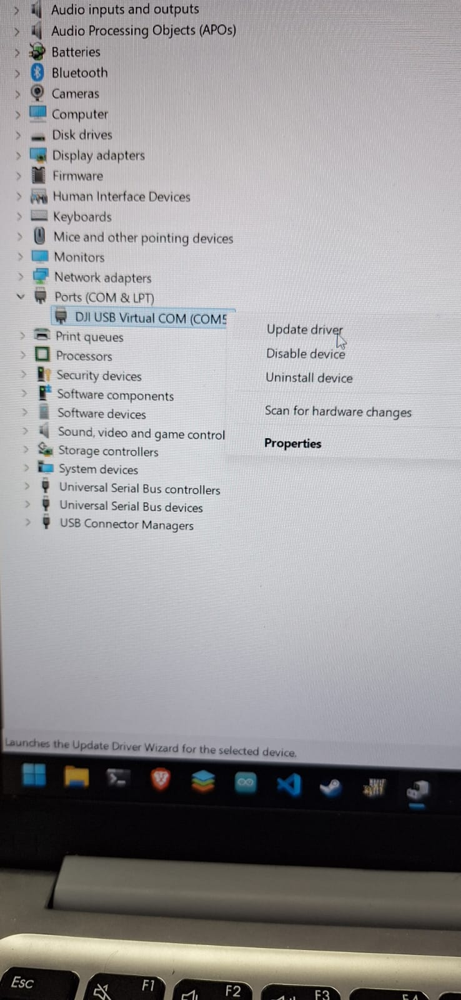 Audio inputs and outputs
Audio Processing Objects (APOs)
Batteries
Bluetooth
Cameras
Computer
Disk drives
Display adapters
Firmware
Human Interface Devices
Keyboards
Mice and other pointing devices
Monitors
Network adapters
Ports (COM & LPT)
DJI USB Virtual COM (COM5
Print queues
Processors
Security devices
Software components
Software devices
Sound, video and game control
Storage controllers
System devices
Universal Serial Bus controllers
Universal Serial Bus devices
USB Connector Managers
Update driver
Disable device
Uninstall device
Scan for hardware changes
Properties
Launches the Update Driver Wizard for the selected device.
Esc
F1
F2
F3